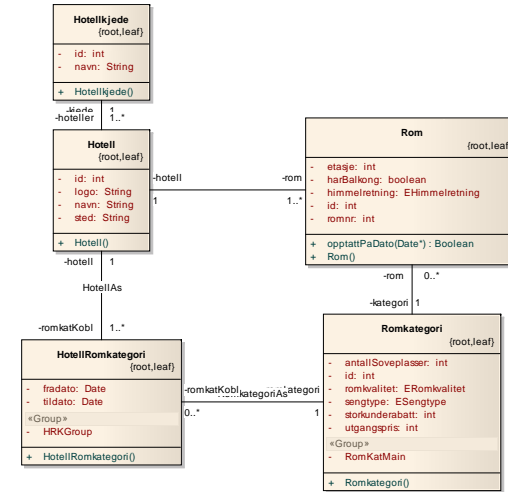 Hotellkjede
{root,leaf}
- id: int
- navn: String
+ Hotellkjede()
-kjede 1
-hoteller 1..*
Hotell
{root,leaf}
- id: int
- logo: String
- navn: String
- sted: String
+ Hotell()
-hotell
1
-rom
1..*
Rom
{root,leaf
- etasje: int
- harBalkong: boolean
- himmelretning: EHimmelretning
- id: int
- romnr: int
+ opptattPaDato(Date*) : Boolean
+ Rom()
-hotell 1
HotellAs
-romkatKobl 1..*
-rom 0..*
-kategori 1
HotellRomkategori
{root,leaf}
- fradato: Date
- tildato: Date
«Group»
- HRKGroup
+ HotellRomkategori()
-romkatKobl
0..*
kategori
1
Romkategori
{root,leaf}
- antallSoveplasser: int
- id: int
- romkvalitet: ERomkvalitet
- sengtype: ESengtype
- storkunderabatt: int
- utgangspris: int
«Group»
- RomKatMain
+ Romkategori()